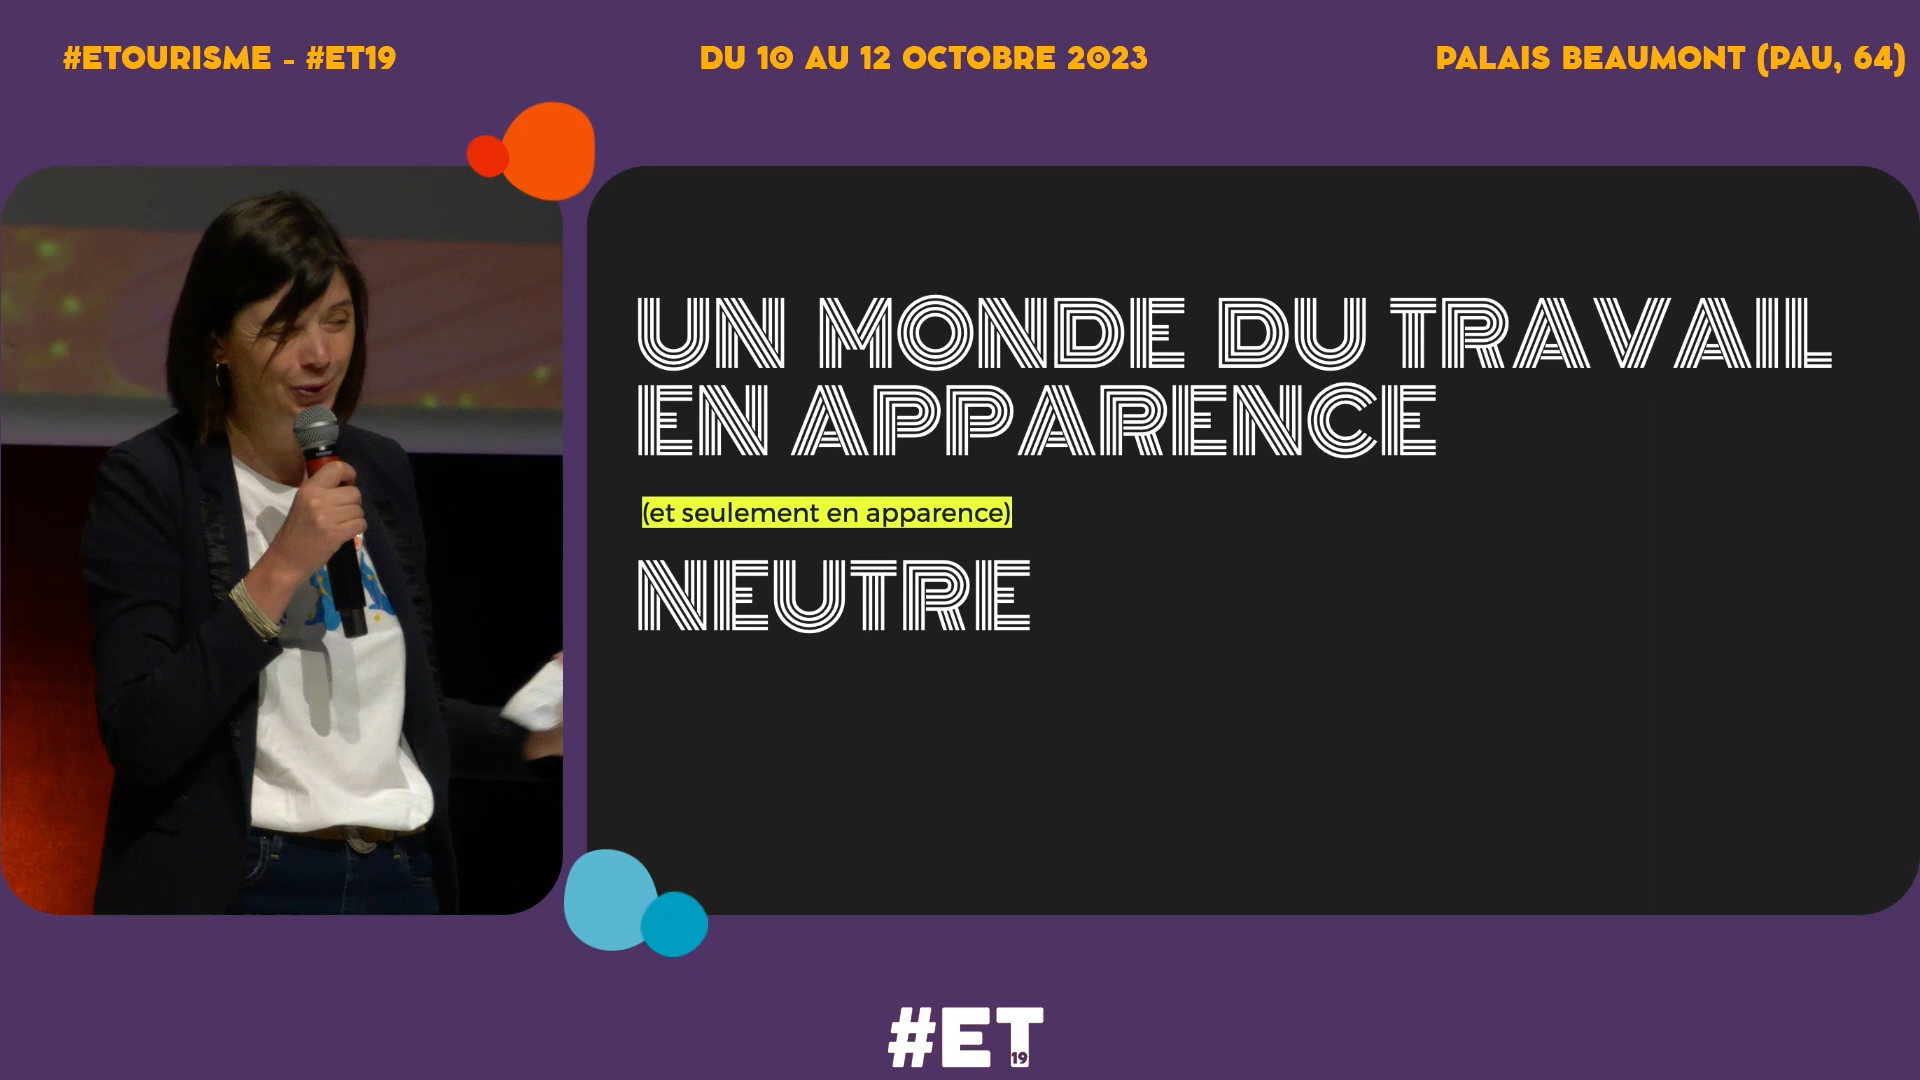 #ETOURISME - #ET19
DU 10 AU 12 OCTOBRE 2023
PALAIS BEAUMONT (PAU, 64)
UN MONDE DU TRAVAIL
EN APPARENCE
(et seulement en apparence)
NEUTRE
#ET
19